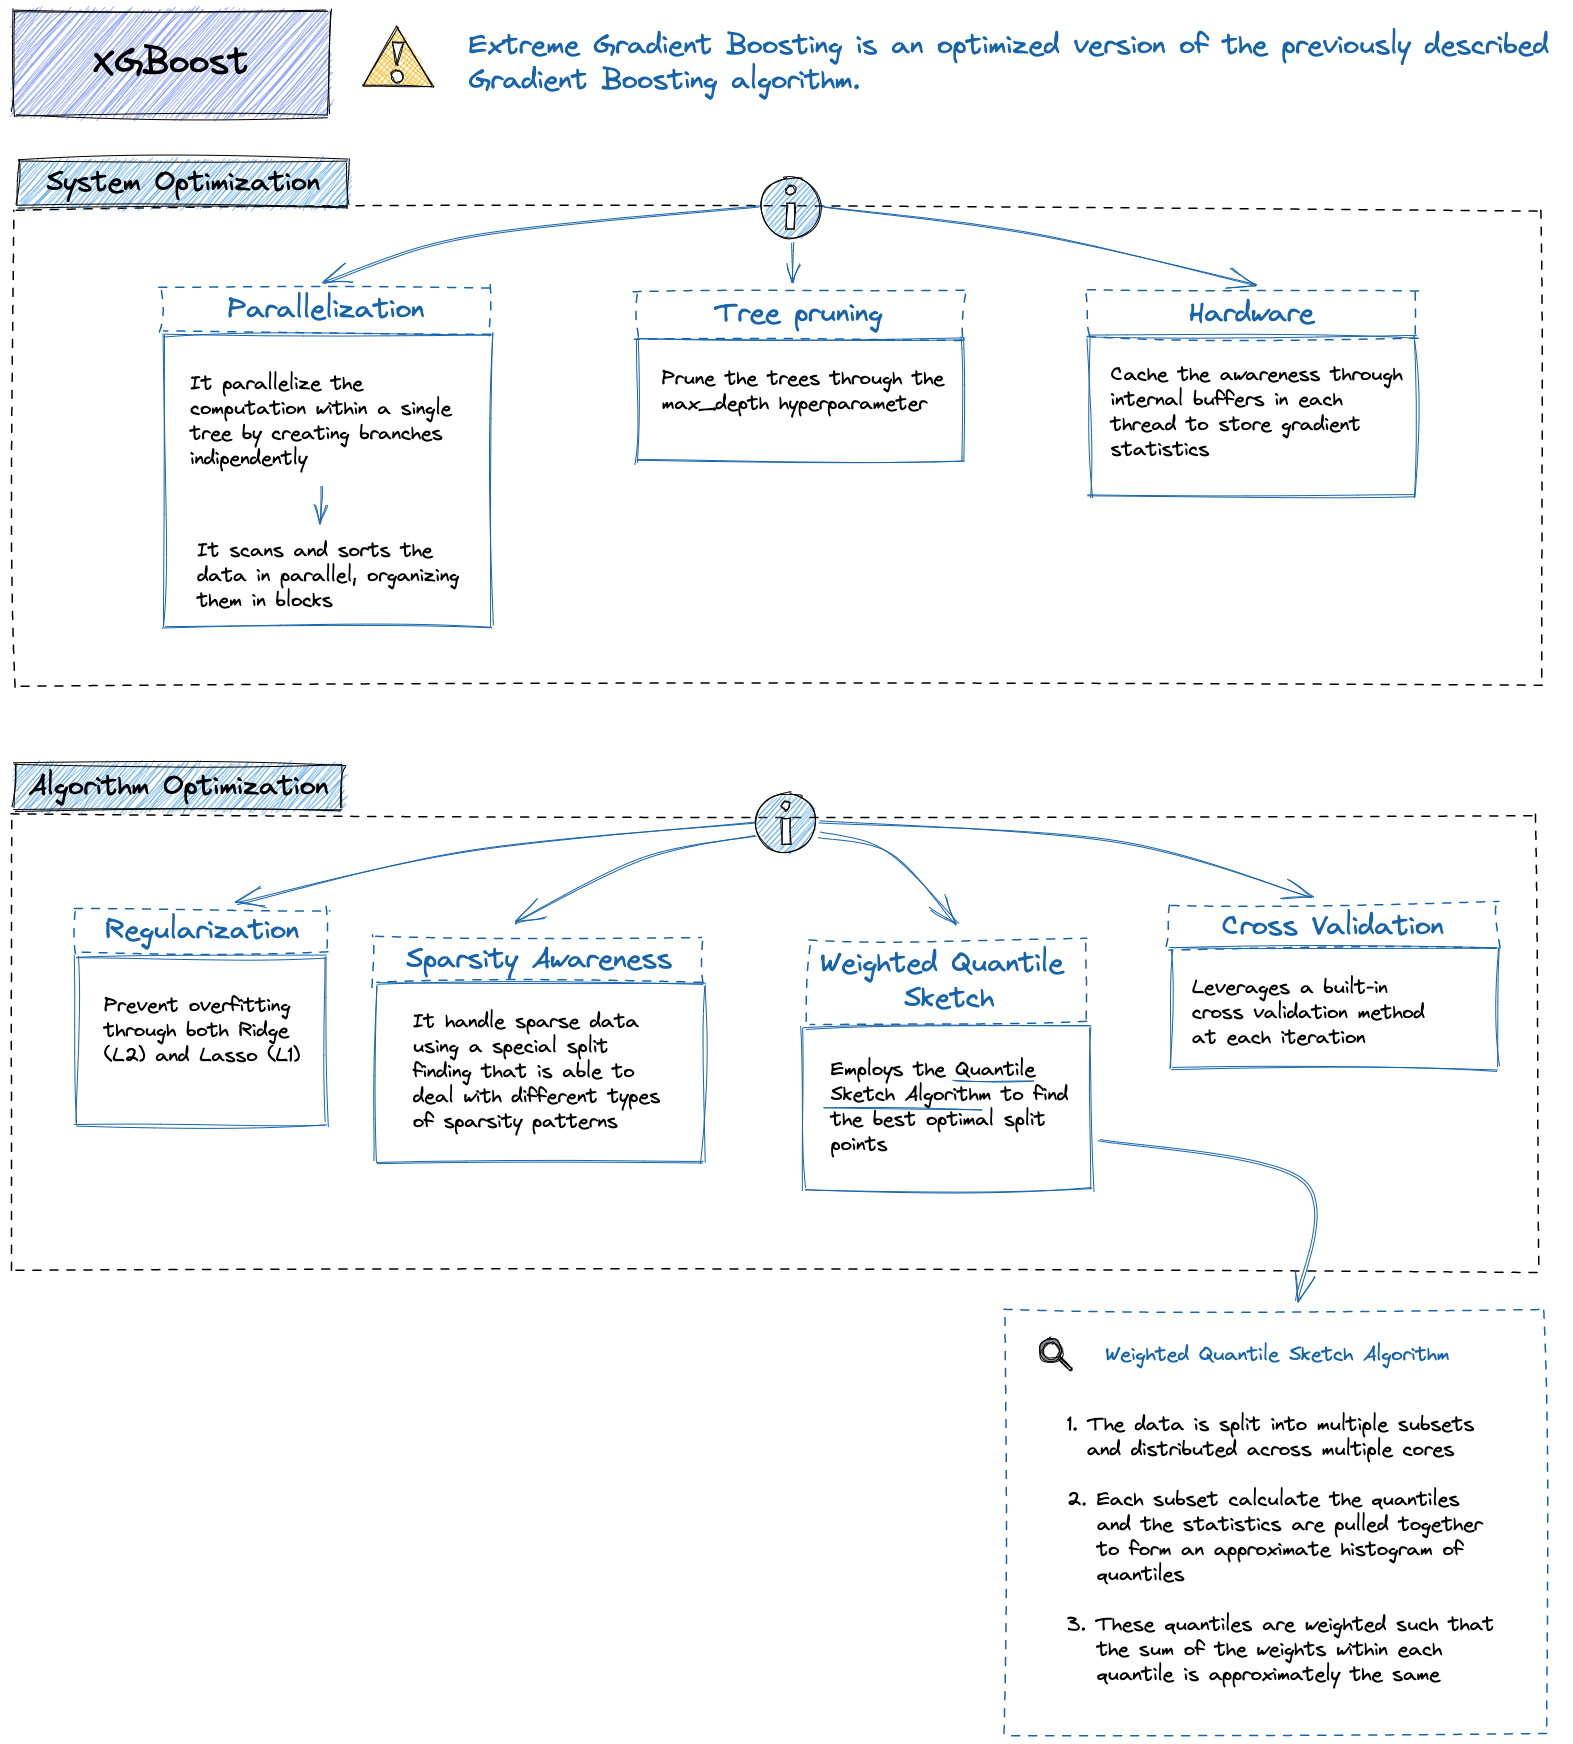 XGBoost
Extreme Gradient Boosting is an optimized version of the previously described
Gradient Boosting algorithm.
System Optimization
Parallelization
It parallelize the
computation within a single
tree by creating branches
indipendently
It scans and sorts the
data in parallel, organizing
them in blocks
Tree pruning
Prune the trees through the
max_depth hyperparameter
Hardware
Cache the awareness through
internal buffers in each
thread to store gradient
statistics
Algorithm Optimization
Regularization
Prevent overfitting
through both Ridge
(L2) and Lasso (L1)
Sparsity Awareness
It handle sparse data
using a special split
finding that is able to
deal with different types
of sparsity patterns
Weighted Quantile
Sketch
Employs the Quantile
Sketch Algorithm to find
the best optimal split
points
Cross Validation
Leverages a built-in
cross validation method
at each iteration
Weighted Quantile Sketch Algorithm
1. The data is split into multiple subsets
and distributed across multiple cores
2. Each subset calculate the quantiles
and the statistics are pulled together
to form an approximate histogram of
quantiles
3. These quantiles are weighted such that
the sum of the weights within each
quantile is approximately the same